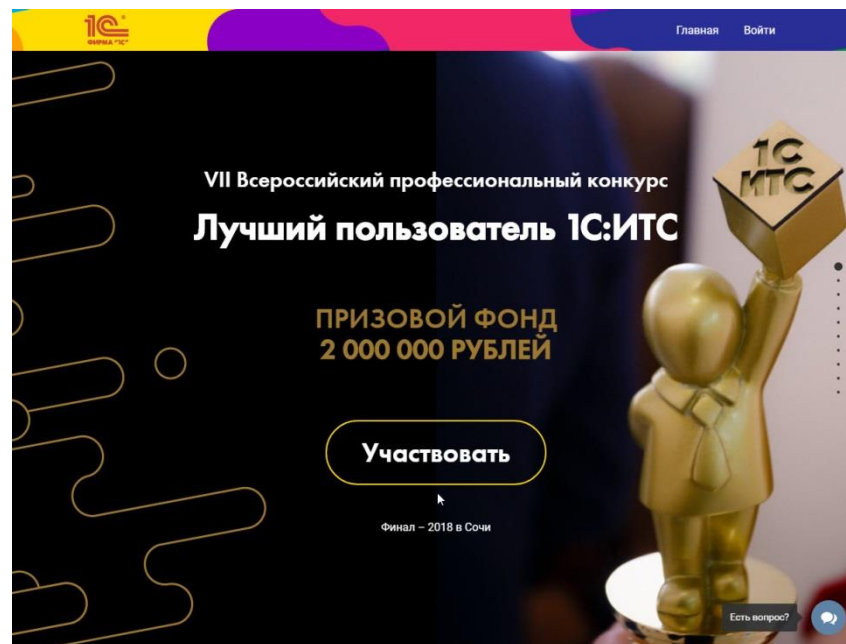 1С
ФИРМА "1С"
Главная
Войти
VII Всероссийский профессиональный конкурс
Лучший пользователь 1С:ИТС
1С
ИТС
ПРИЗОВОЙ ФОНД
2 000 000 РУБЛЕЙ
Участвовать
Финал – 2018 в Сочи
Есть вопрос?